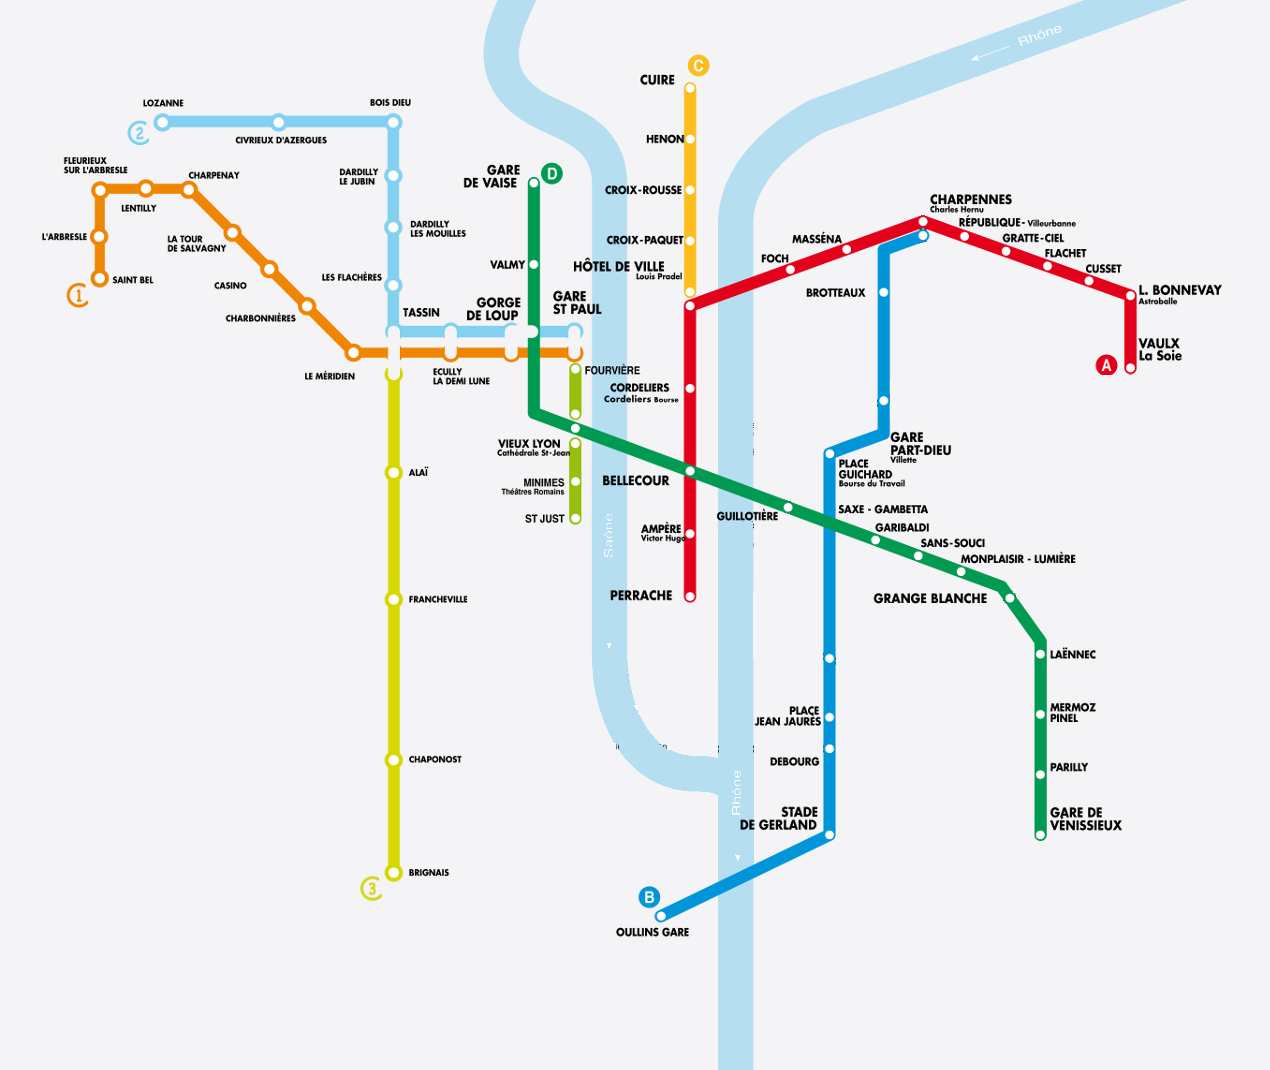 Rhône
C
CUIRE
LOZANNE
BOIS DIEU
2
CIVRIEUX D'AZERGUES
HENON
FLEURIEUX
SUR L'ARBRESLE
CHARPENAY
DARDILLY
LE JUBIN
GARE
DE VAISE
D
CROIX-ROUSSE
LENTILLY
CHARPENNES
Charles Hernu
RÉPUBLIQUE - Villeurbanne
L'ARBRESLE
LA TOUR
DE SALVAGNY
DARDILLY
LES MOUILLES
CROIX-PAQUET
MASSÉNA
GRATTE-CIEL
FOCH
FLACHET
VALMY
HÔTEL DE VILLE
Louis Pradel
CUSSET
SAINT BEL
CASINO
LES FLACHÈRES
1
BROTTEAUX
L. BONNEVAY
Astroballe
CHARBONNIÈRES
TASSIN
GORGE
DE LOUP
GARE
ST PAUL
VAULX
La Soie
A
LE MÉRIDIEN
ECULLY
LA DEMI LUNE
FOURVIÈRE
CORDELIERS
Cordeliers Bourse
VIEUX LYON
Cathédrale St-Jean
GARE
PART-DIEU
Villette
ALAÏ
MINIMES
Théâtres Romains
BELLECOUR
PLACE
GUICHARD
Bourse du Travail
ST JUST
Saône
AMPÈRE
Victor Hugo
GUILLOTIÈRE
SAXE - GAMBETTA
GARIBALDI
SANS-SOUCI
MONPLAISIR - LUMIÈRE
FRANCHEVILLE
PERRACHE
GRANGE BLANCHE
LAËNNEC
PLACE
JEAN JAURÈS
MERMOZ
PINEL
CHAPONOST
DEBOURG
PARILLY
Rhône
STADE
DE GERLAND
GARE DE
VENISSIEUX
BRIGNAIS
3
B
OULLINS GARE